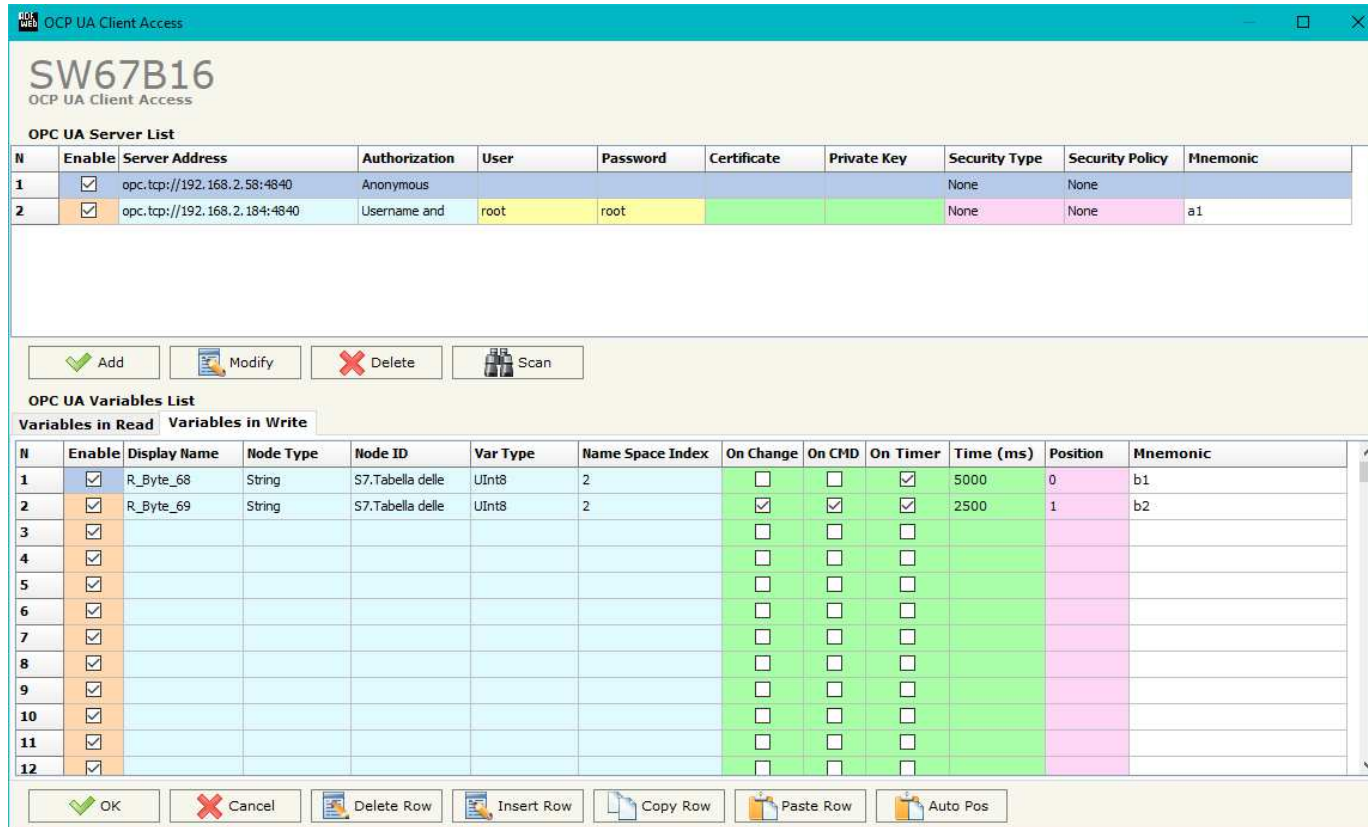 OCP UA Client Access
SW67B16
OCP UA Client Access
OPC UA Server List
N Enable Server Address Authorization User Password Certificate Private Key Security Type Security Policy Mnemonic
1 opc.tcp://192.168.2.58:4840 Anonymous None None
2 opc.tcp://192.168.2.184:4840 Username and root root None None a1
Add Modify Delete Scan
OPC UA Variables List
Variables in Read Variables in Write
N Enable Display Name Node Type Node ID Var Type Name Space Index On Change On CMD On Timer Time (ms) Position Mnemonic
1 R_Byte_68 String S7.Tabella delle UInt8 2 5000 0 b1
2 R_Byte_69 String S7.Tabella delle UInt8 2 2500 1 b2
3
4
5
6
7
8
9
10
11
12
OK Cancel Delete Row Insert Row Copy Row Paste Row Auto Pos